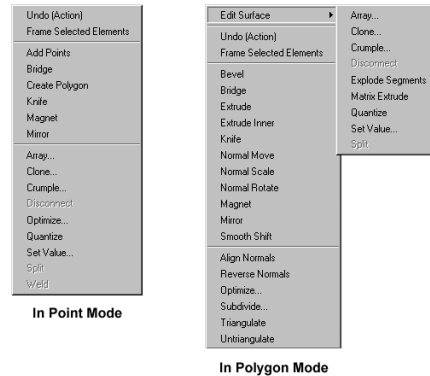 Undo (Action)
Frame Selected Elements
Add Points
Bridge
Create Polygon
Knife
Magnet
Mirror
Array...
Clone...
Crumple...
Disconnect
Optimize...
Quantize
Set Value...
Split
Weld
In Point Mode
Edit Surface
Undo (Action)
Frame Selected Elements
Bevel
Bridge
Extrude
Extrude Inner
Knife
Normal Move
Normal Scale
Normal Rotate
Magnet
Mirror
Smooth Shift
Align Normals
Reverse Normals
Optimize...
Subdivide...
Triangulate
Untriangulate
In Polygon Mode
Array...
Clone...
Crumple...
Disconnect
Explode Segments
Matrix Extrude
Quantize
Set Value...
Split